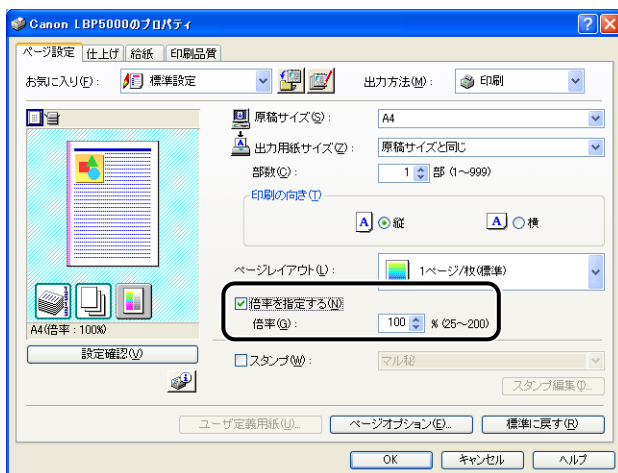 Canon LBP5000のプロパティ
ページ設定 仕上げ 給紙 印刷品質
お気に入り(F): 標準設定 出力方法(M): 印刷
原稿サイズ(S): A4
出力用紙サイズ(Z): 原稿サイズと同じ
部数(C): 1 部 (1～999)
印刷の向き(T)
A 縦 A 横
ページレイアウト(L): 1ページ/枚(標準)
倍率を指定する(N)
倍率(G): 100 % (25～200)
A4(倍率:100%)
設定確認(V)
スタンプ(W): マル秘
スタンプ編集(I)...
ユーザ定義用紙(U)... ページオプション(E)... 標準に戻す(R)
OK キャンセル ヘルプ